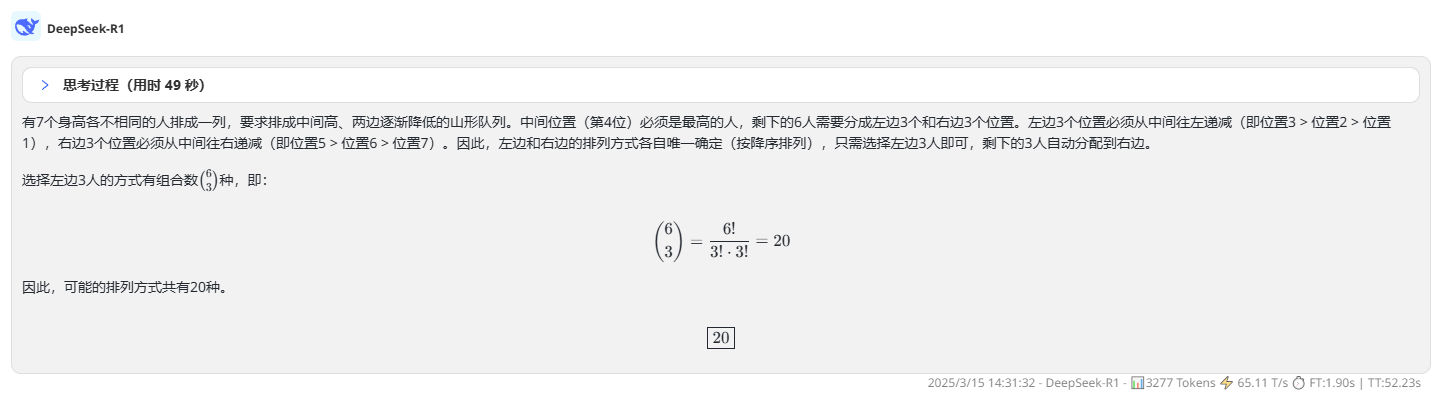 DeepSeek-R1
思考过程（用时 49 秒）
有7个身高各不相同的人排成一列，要求排成中间高、两边逐渐降低的山形队列。中间位置（第4位）必须是最高的人，剩下的6人需要分成左边3个和右边3个位置。左边3个位置必须从中间往左递减（即位置3 > 位置2 > 位置
1），右边3个位置必须从中间往右递减（即位置5 > 位置6 > 位置7）。因此，左边和右边的排列方式各自唯一确定（按降序排列），只需选择左边3人即可，剩下的3人自动分配到右边。
选择左边3人的方式有组合数(6 3)种，即：
(6 3) = 6! / (3! · 3!) = 20
因此，可能的排列方式共有20种。
20
2025/3/15 14:31:32 - DeepSeek-R1 - 📊3277 Tokens ⚡ 65.11 T/s ⏱ FT:1.90s | TT:52.23s